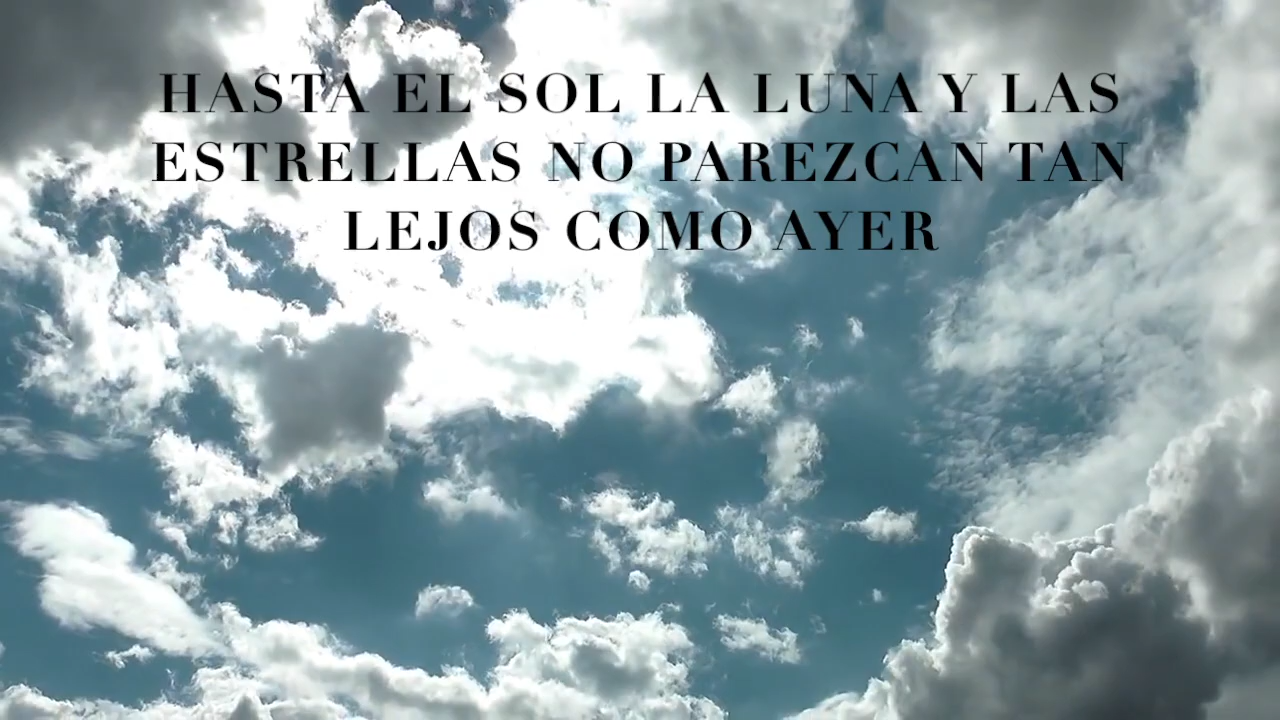 HASTA EL SOL LA LUNA Y LAS
ESTRELLAS NO PAREZCAN TAN
LEJOS COMO AYER